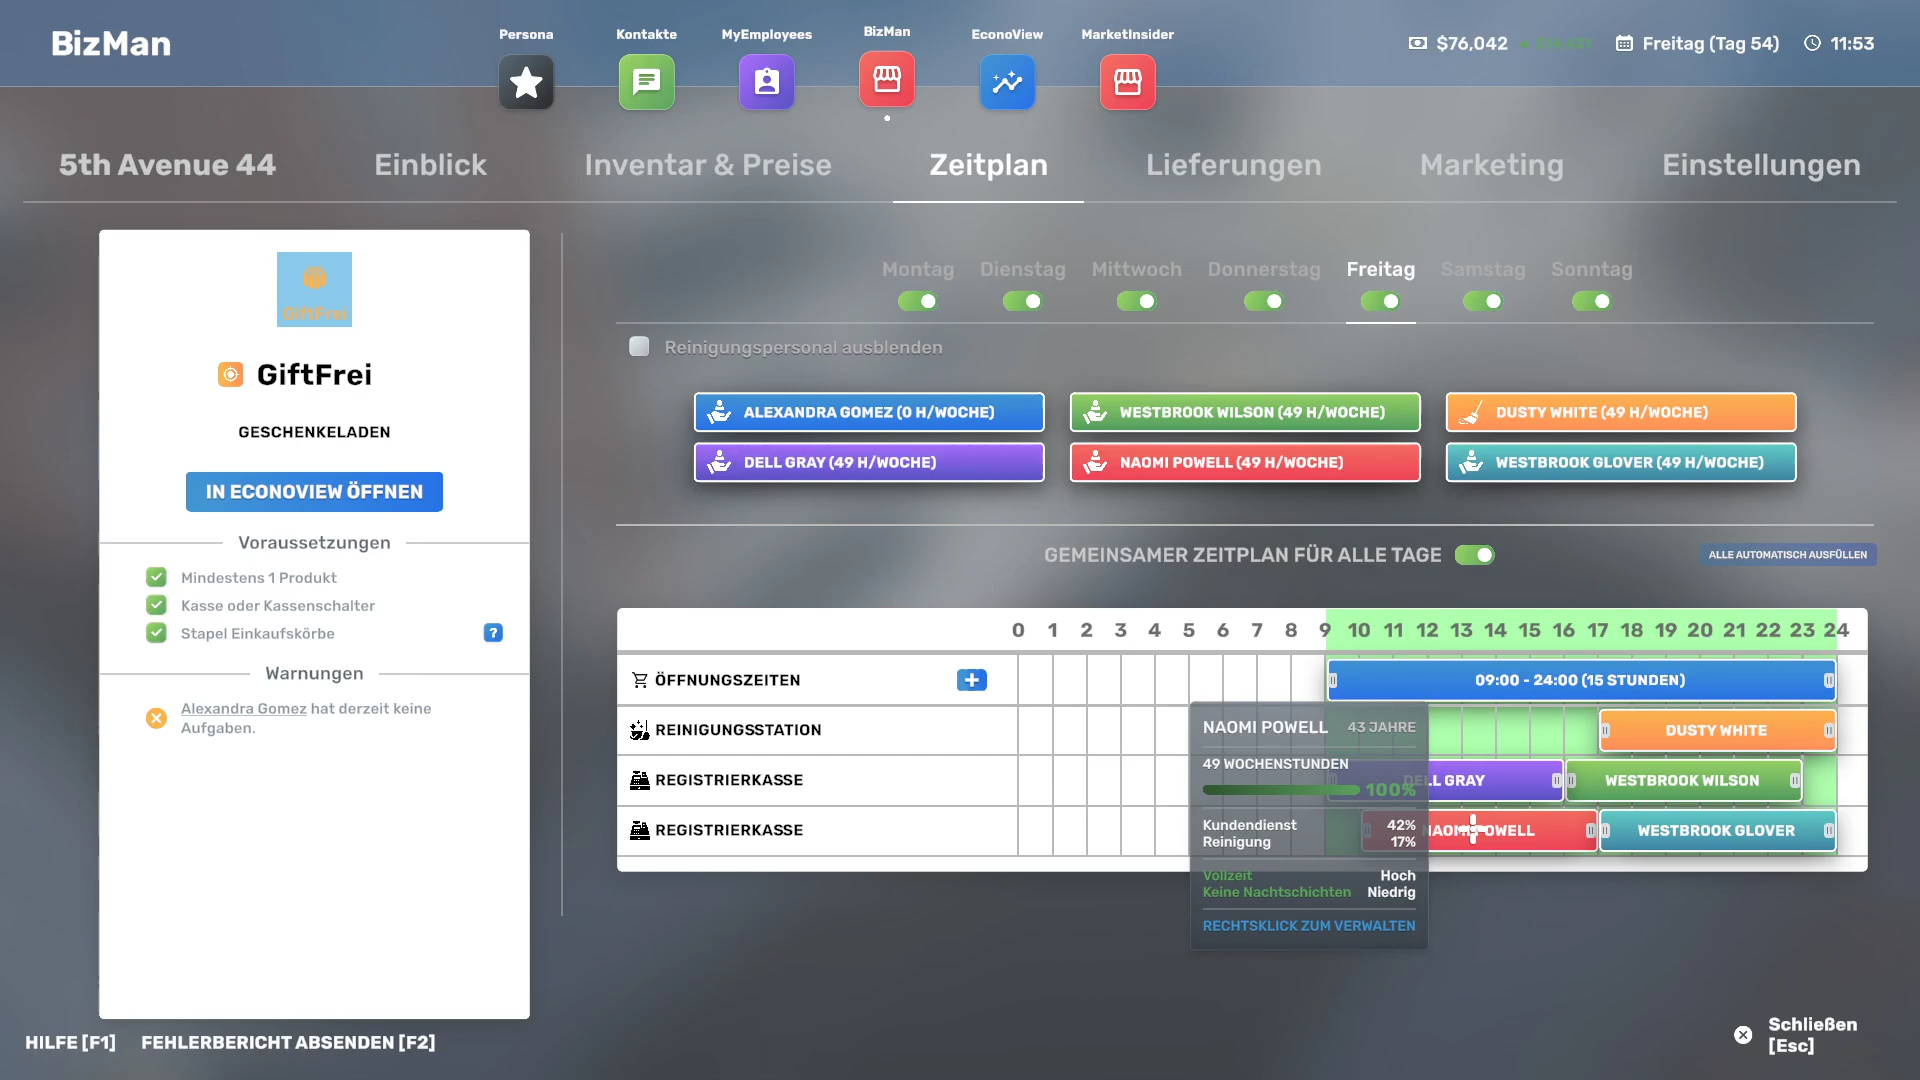 BizMan
Persona
Kontakte
MyEmployees
BizMan
EconoView
MarketInsider
$76,042
Freitag (Tag 54)
11:53
5th Avenue 44
Einblick
Inventar & Preise
Zeitplan
Lieferungen
Marketing
Einstellungen
GiftFrei
GiftFrei
GESCHENKELADEN
IN ECONOVIEW ÖFFNEN
Voraussetzungen
Mindestens 1 Produkt
Kasse oder Kassenschalter
Stapel Einkaufskörbe
?
Warnungen
Alexandra Gomez hat derzeit keine
Aufgaben.
Montag Dienstag Mittwoch Donnerstag Freitag Samstag Sonntag
Reinigungspersonal ausblenden
ALEXANDRA GOMEZ (0 H/WOCHE)
WESTBROOK WILSON (49 H/WOCHE)
DUSTY WHITE (49 H/WOCHE)
DELL GRAY (49 H/WOCHE)
NAOMI POWELL (49 H/WOCHE)
WESTBROOK GLOVER (49 H/WOCHE)
GEMEINSAMER ZEITPLAN FÜR ALLE TAGE
ALLE AUTOMATISCH AUSFÜLLEN
0 1 2 3 4 5 6 7 8 9 10 11 12 13 14 15 16 17 18 19 20 21 22 23 24
ÖFFNUNGSZEITEN
09:00 - 24:00 (15 STUNDEN)
REINIGUNGSSTATION
DUSTY WHITE
REGISTRIERKASSE
DELL GRAY
WESTBROOK WILSON
REGISTRIERKASSE
NAOMI POWELL
WESTBROOK GLOVER
NAOMI POWELL 43 JAHRE
49 WOCHENSTUNDEN
100%
Kundendienst 42%
Reinigung 17%
Vollzeit Hoch
Keine Nachtschichten Niedrig
RECHTSKLICK ZUM VERWALTEN
HILFE [F1]
FEHLERBERICHT ABSENDEN [F2]
Schließen
[Esc]